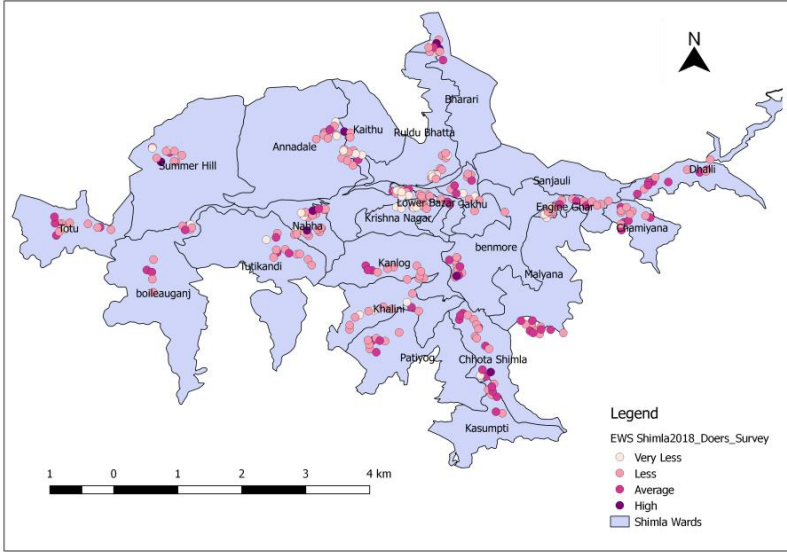 N
Bharari
Kaithu
Ruldu Bhatta
Annadale
Summer Hill
Dhalli
Sanjauli
Lower Bazar
Jakhu
Engine Ghar
Krishna Nagar
Chamiyana
Totu
Nabha
benmore
Tutikandi
Kanlog
Malyana
boileauganj
Khalini
Patiyog
Chhota Shimla
Kasumpti
Legend
EWS Shimla2018_Doers_Survey
Very Less
Less
Average
High
Shimla Wards
1 0 1 2 3 4 km